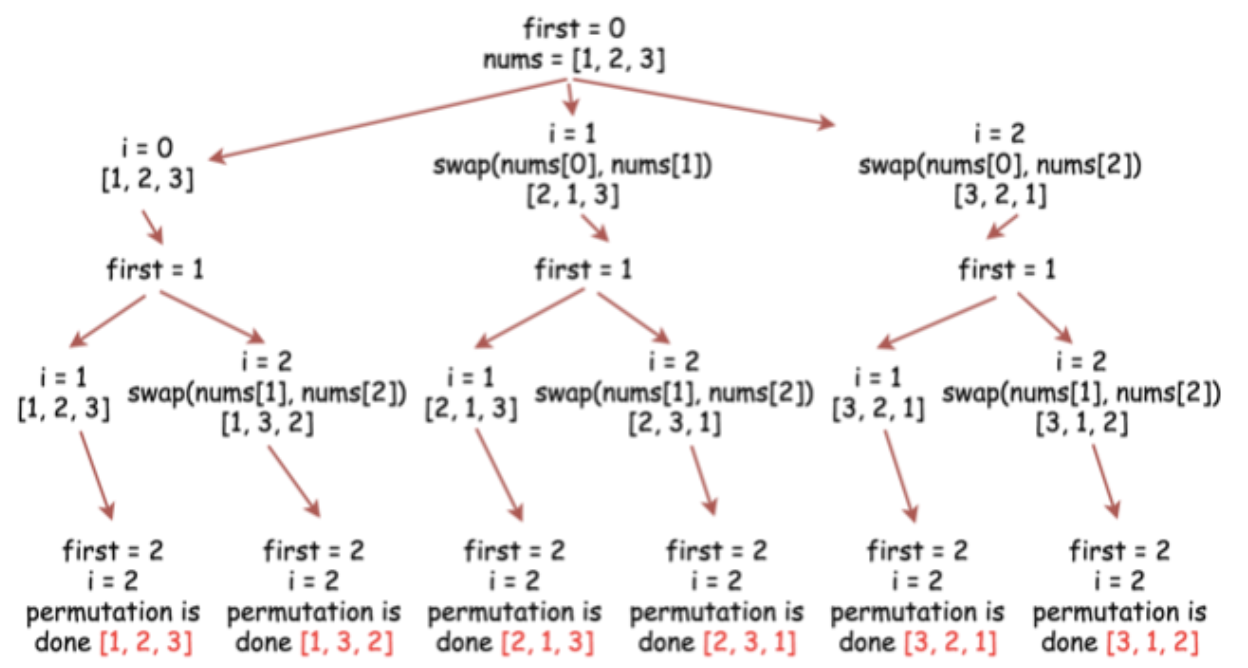 first = 0
nums = [1, 2, 3]
i = 0
[1, 2, 3]
i = 1
swap(nums[0], nums[1])
[2, 1, 3]
i = 2
swap(nums[0], nums[2])
[3, 2, 1]
first = 1
first = 1
first = 1
i = 1
[1, 2, 3]
i = 2
swap(nums[1], nums[2])
[1, 3, 2]
i = 1
[2, 1, 3]
i = 2
swap(nums[1], nums[2])
[2, 3, 1]
i = 1
[3, 2, 1]
i = 2
swap(nums[1], nums[2])
[3, 1, 2]
first = 2
i = 2
permutation is
done [1, 2, 3]
first = 2
i = 2
permutation is
done [1, 3, 2]
first = 2
i = 2
permutation is
done [2, 1, 3]
first = 2
i = 2
permutation is
done [2, 3, 1]
first = 2
i = 2
permutation is
done [3, 2, 1]
first = 2
i = 2
permutation is
done [3, 1, 2]